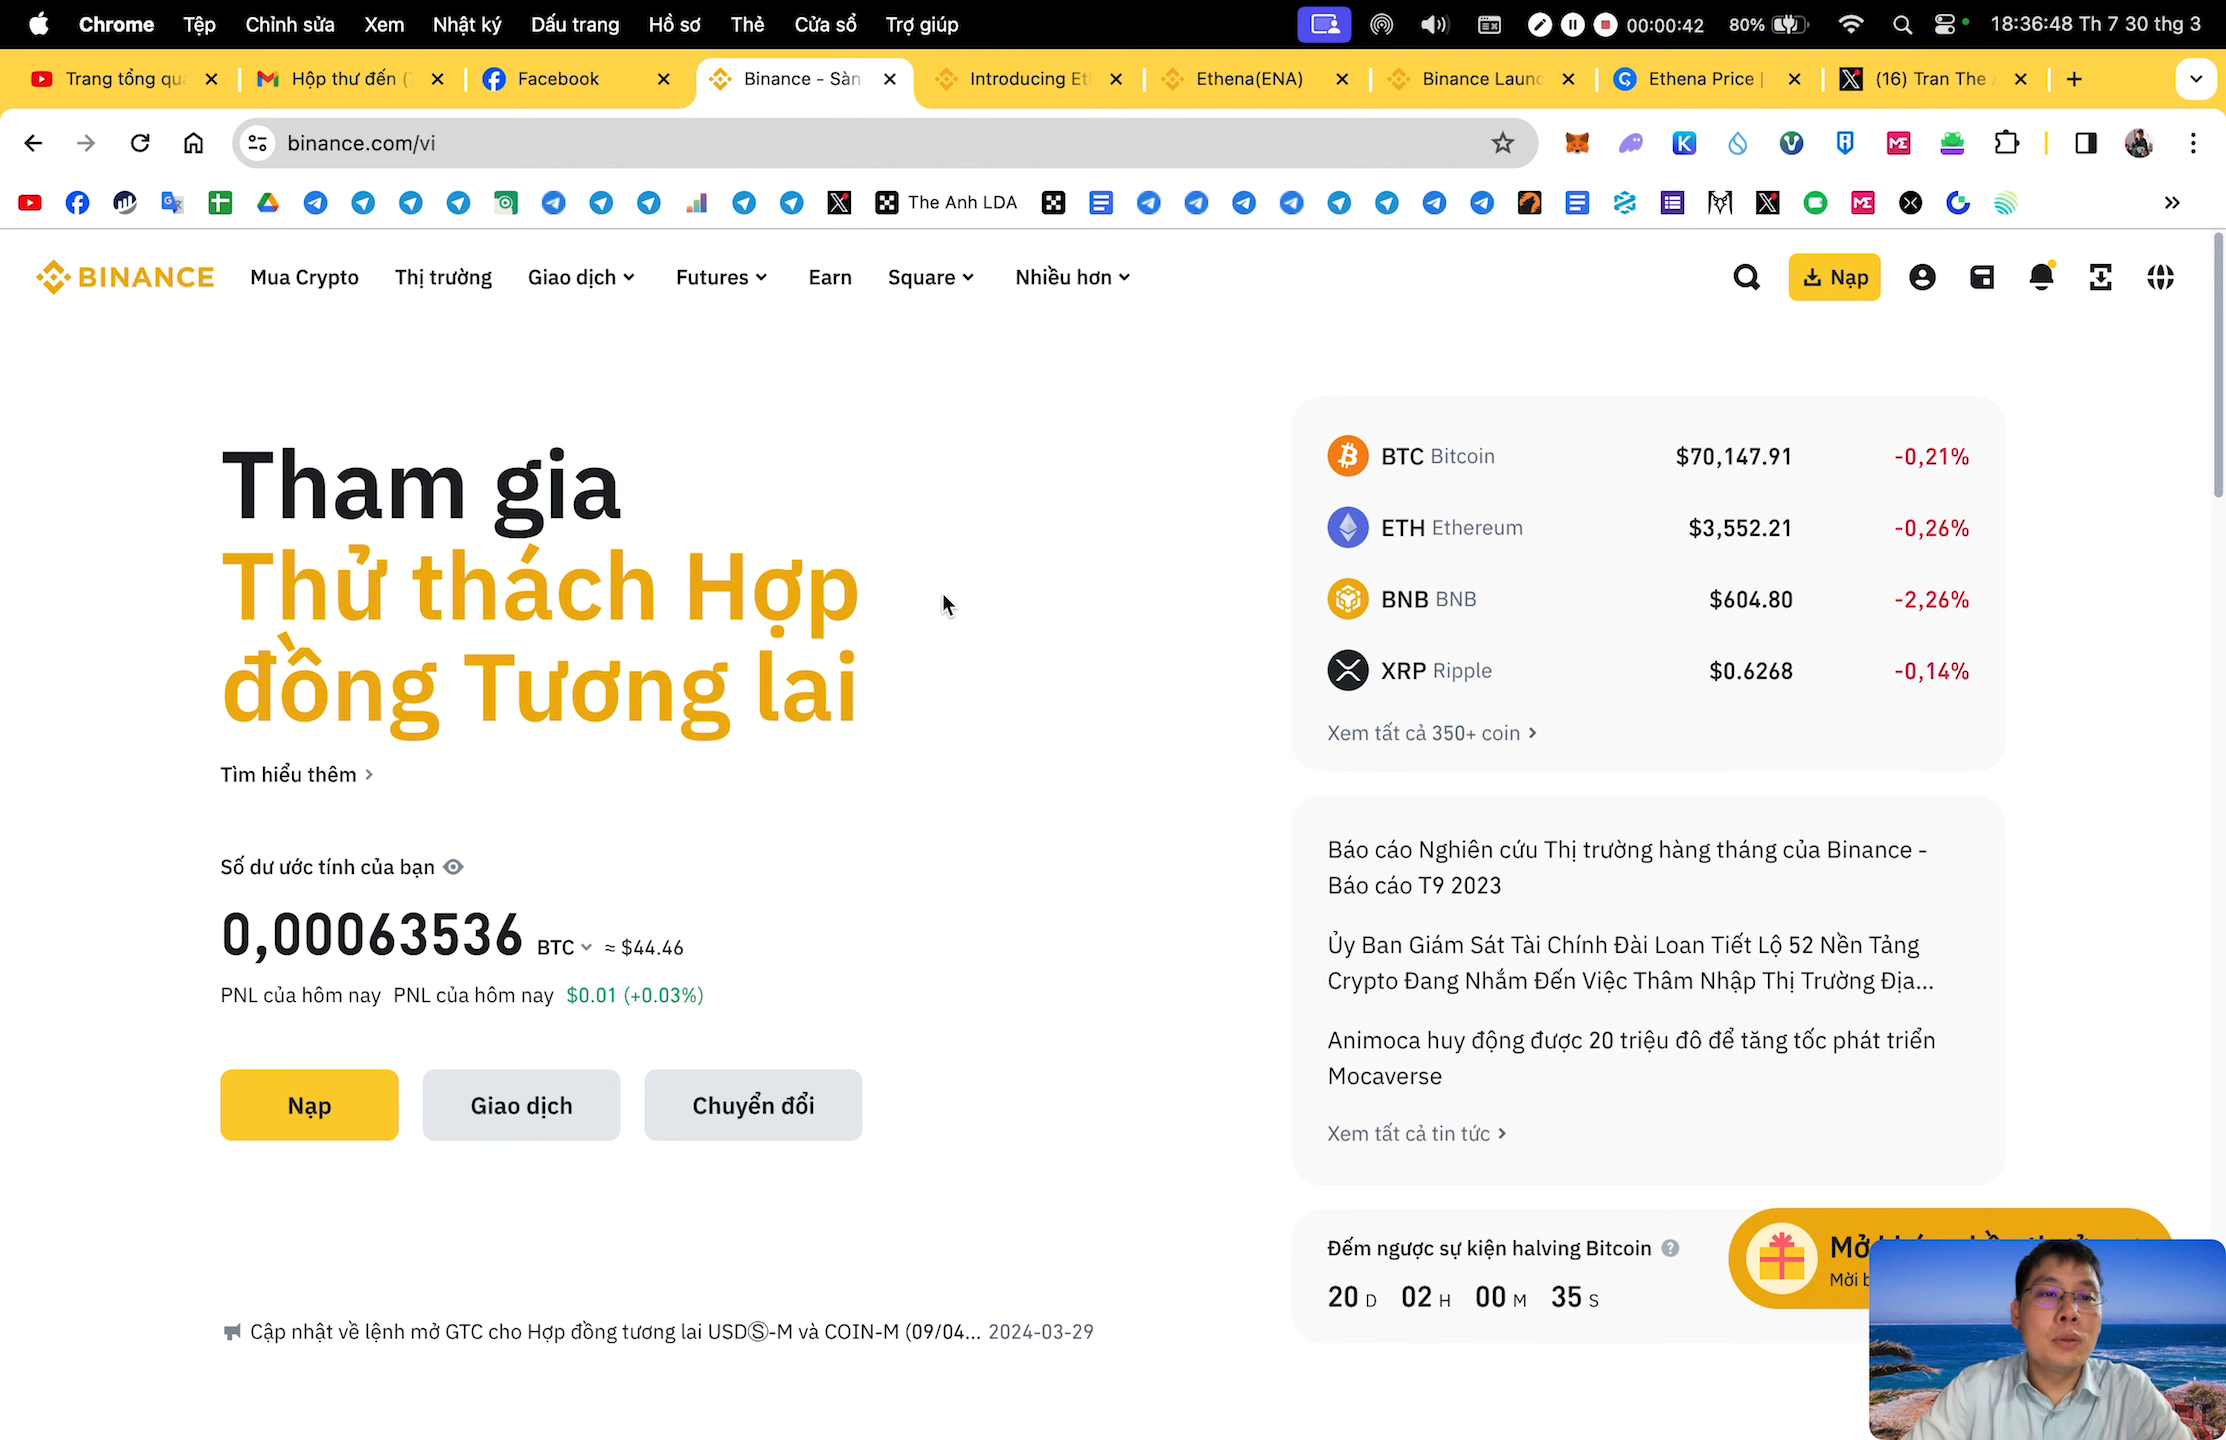 Chrome Tệp Chỉnh sửa Xem Nhật ký Dấu trang Hồ sơ Thẻ Cửa sổ Trợ giúp 00:00:42 80% 18:36:48 Th 7 30 thg 3
Trang tổng qu Hộp thư đến ( Facebook Binance - Sàn Introducing Et Ethena(ENA) Binance Laun Ethena Price | (16) Tran The
binance.com/vi
The Anh LDA
BINANCE Mua Crypto Thị trường Giao dịch Futures Earn Square Nhiều hơn Nạp
Tham gia
Thử thách Hợp
đồng Tương lai
Tìm hiểu thêm
Số dư ước tính của bạn
0,00063536 BTC ≈ $44.46
PNL của hôm nay PNL của hôm nay $0.01 (+0.03%)
Nạp Giao dịch Chuyển đổi
Cập nhật về lệnh mở GTC cho Hợp đồng tương lai USDⓈ-M và COIN-M (09/04... 2024-03-29
BTC Bitcoin $70,147.91 -0,21%
ETH Ethereum $3,552.21 -0,26%
BNB BNB $604.80 -2,26%
XRP Ripple $0.6268 -0,14%
Xem tất cả 350+ coin
Báo cáo Nghiên cứu Thị trường hàng tháng của Binance -
Báo cáo T9 2023
Ủy Ban Giám Sát Tài Chính Đài Loan Tiết Lộ 52 Nền Tảng
Crypto Đang Nhắm Đến Việc Thâm Nhập Thị Trường Địa...
Animoca huy động được 20 triệu đô để tăng tốc phát triển
Mocaverse
Xem tất cả tin tức
Đếm ngược sự kiện halving Bitcoin
20 D 02 H 00 M 35 S
Mở
Mời